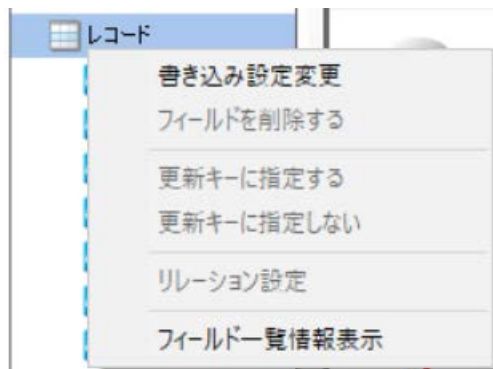 レコード
書き込み設定変更
フィールドを削除する
更新キーに指定する
更新キーに指定しない
リレーション設定
フィールド一覧情報表示